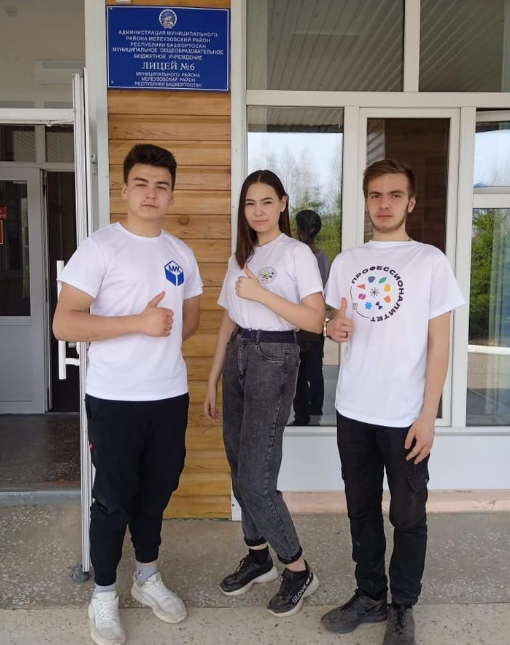 АДМИНИСТРАЦИЯ МУНИЦИПАЛЬНОГО
РАЙОНА МЕЛЕУЗОВСКИЙ РАЙОН
РЕСПУБЛИКИ БАШКОРТОСТАН
МУНИЦИПАЛЬНОЕ ОБЩЕОБРАЗОВАТЕЛЬНОЕ
БЮДЖЕТНОЕ УЧРЕЖДЕНИЕ
ЛИЦЕЙ №6
МУНИЦИПАЛЬНОГО РАЙОНА
МЕЛЕУЗОВСКИЙ РАЙОН
РЕСПУБЛИКИ БАШКОРТОСТАН
МИК
ПРОФЕССИОНАЛИТЕТ